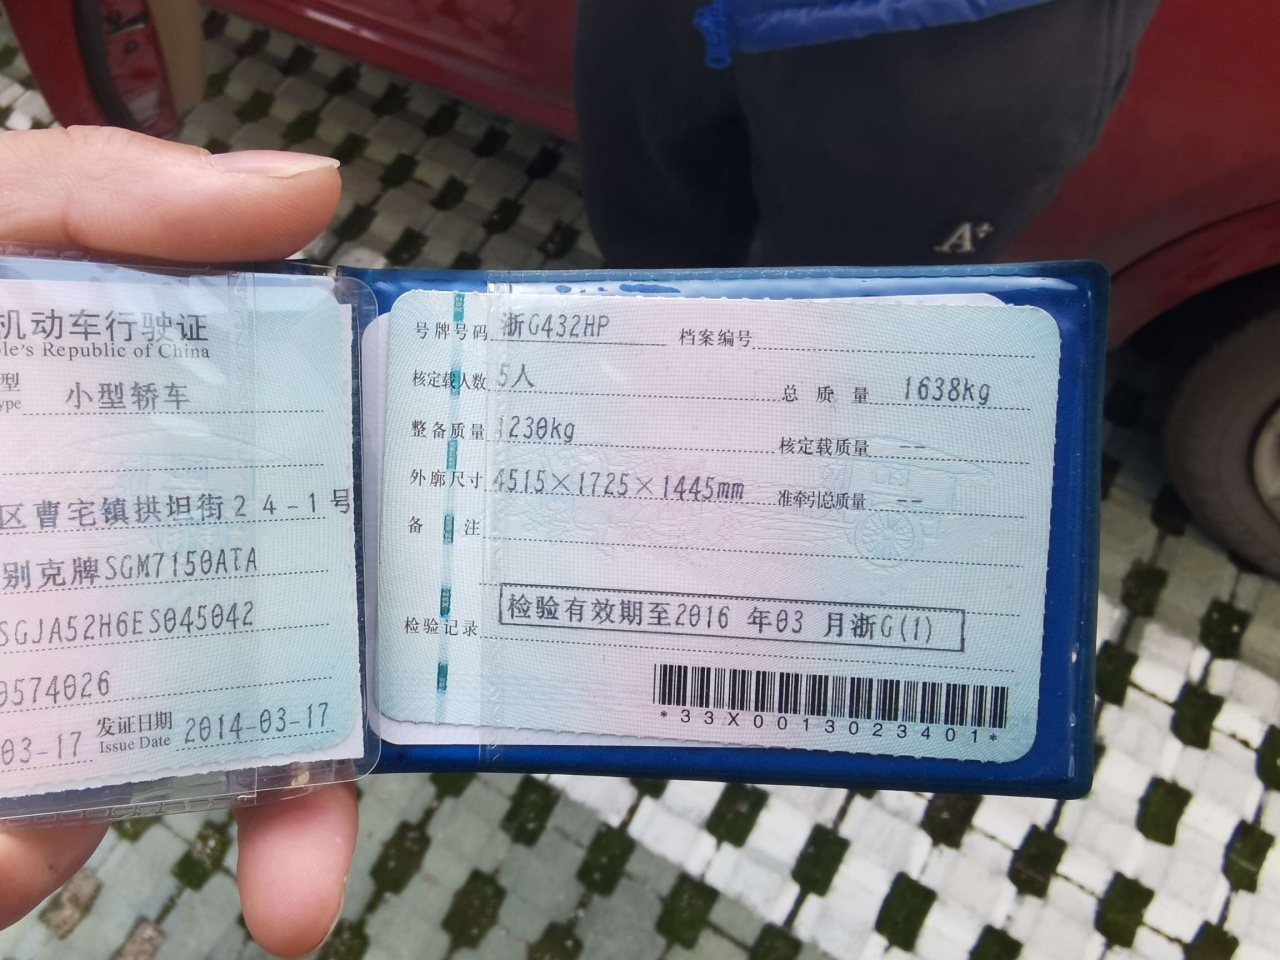 机动车行驶证
ple's Republic of China
型 小型轿车
ype
区曹宅镇拱坦街24-1号
别克牌SGM7150ATA
SGJA52H6ES045042
0574026
03-17 发证日期 2014-03-17
Issue Date
号牌号码 浙G432HP 档案编号
核定载人数 5人 总质量 1638kg
整备质量 1230kg 核定载质量 --
外廓尺寸 4515×1725×1445mm 准牵引总质量 --
备注
检验记录 检验有效期至2016 年03 月浙G(1)
*33X0013023401*
A+